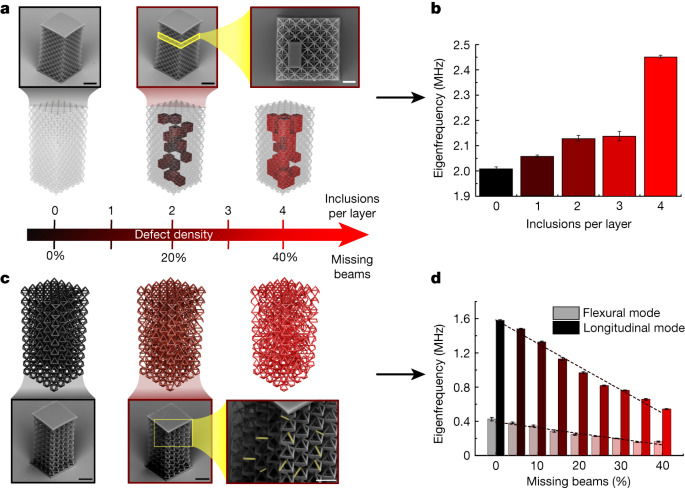 a
b
Eigenfrequency (MHz)
2.5
2.4
2.3
2.2
2.1
2.0
1.9
0 1 2 3 4
Inclusions per layer
0 1 2 3 4
Inclusions
per layer
Defect density
0% 20% 40%
Missing
beams
c
d
Eigenfrequency (MHz)
1.6
1.2
0.8
0.4
0
Flexural mode
Longitudinal mode
0 10 20 30 40
Missing beams (%)